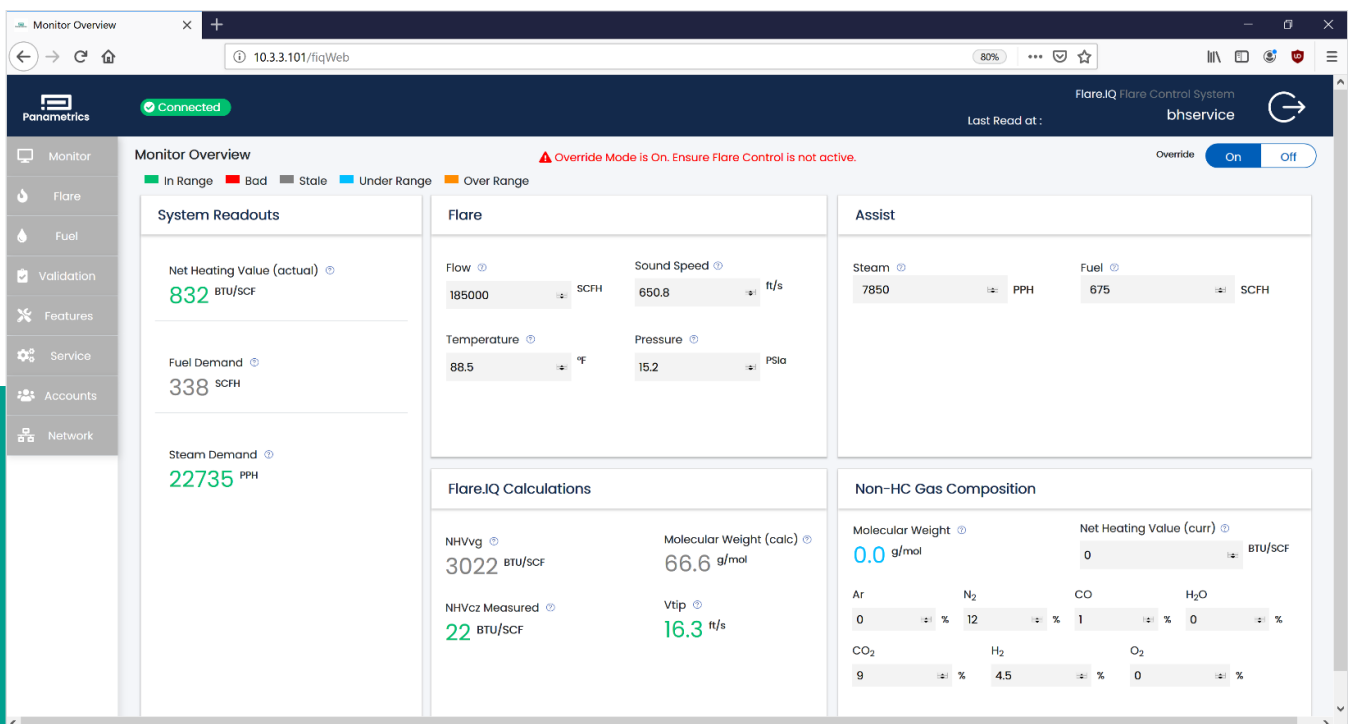 Monitor Overview
10.3.3.101/fiqWeb
80%
Panametrics
Connected
Flare.IQ Flare Control System
Last Read at :
bhservice
Monitor
Flare
Fuel
Validation
Features
Service
Accounts
Network
Monitor Overview
Override Mode is On. Ensure Flare Control is not active.
Override On Off
In Range Bad Stale Under Range Over Range
System Readouts
Net Heating Value (actual)
832 BTU/SCF
Fuel Demand
338 SCFH
Steam Demand
22735 PPH
Flare
Flow
185000 SCFH
Sound Speed
650.8 ft/s
Temperature
88.5 °F
Pressure
15.2 PSIa
Assist
Steam
7850 PPH
Fuel
675 SCFH
Flare.IQ Calculations
NHVvg
3022 BTU/SCF
Molecular Weight (calc)
66.6 g/mol
NHVcz Measured
22 BTU/SCF
Vtip
16.3 ft/s
Non-HC Gas Composition
Molecular Weight
0.0 g/mol
Net Heating Value (curr)
0 BTU/SCF
Ar N₂ CO H₂O
0 % 12 % 1 % 0 %
CO₂ H₂ O₂
9 % 4.5 % 0 %